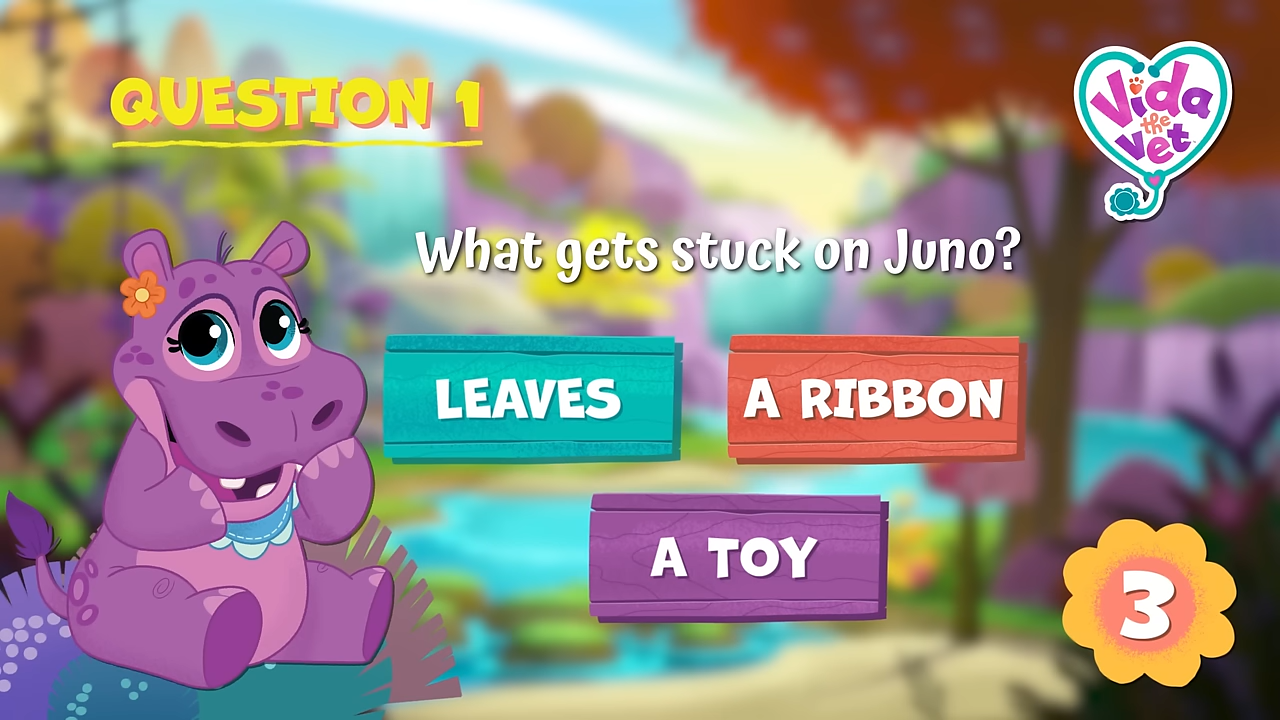 QUESTION 1
Vida
the
vet
What gets stuck on Juno?
LEAVES
A RIBBON
A TOY
3